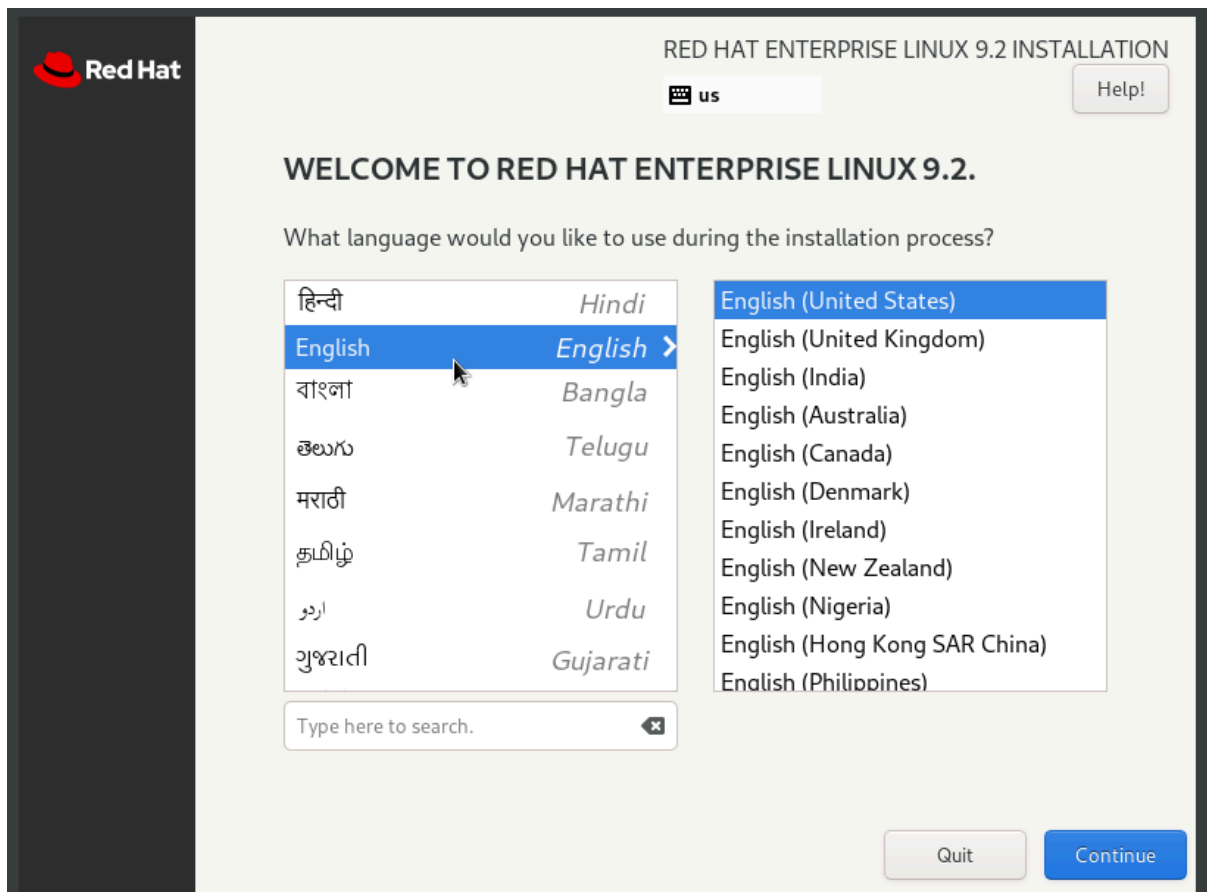 Red Hat
RED HAT ENTERPRISE LINUX 9.2 INSTALLATION
us
Help!
WELCOME TO RED HAT ENTERPRISE LINUX 9.2.
What language would you like to use during the installation process?
हिन्दी Hindi
English English
বাংলা Bangla
తెలుగు Telugu
मराठी Marathi
தமிழ் Tamil
اردو Urdu
ગુજરાતી Gujarati
English (United States)
English (United Kingdom)
English (India)
English (Australia)
English (Canada)
English (Denmark)
English (Ireland)
English (New Zealand)
English (Nigeria)
English (Hong Kong SAR China)
English (Philippines)
Type here to search.
Quit
Continue